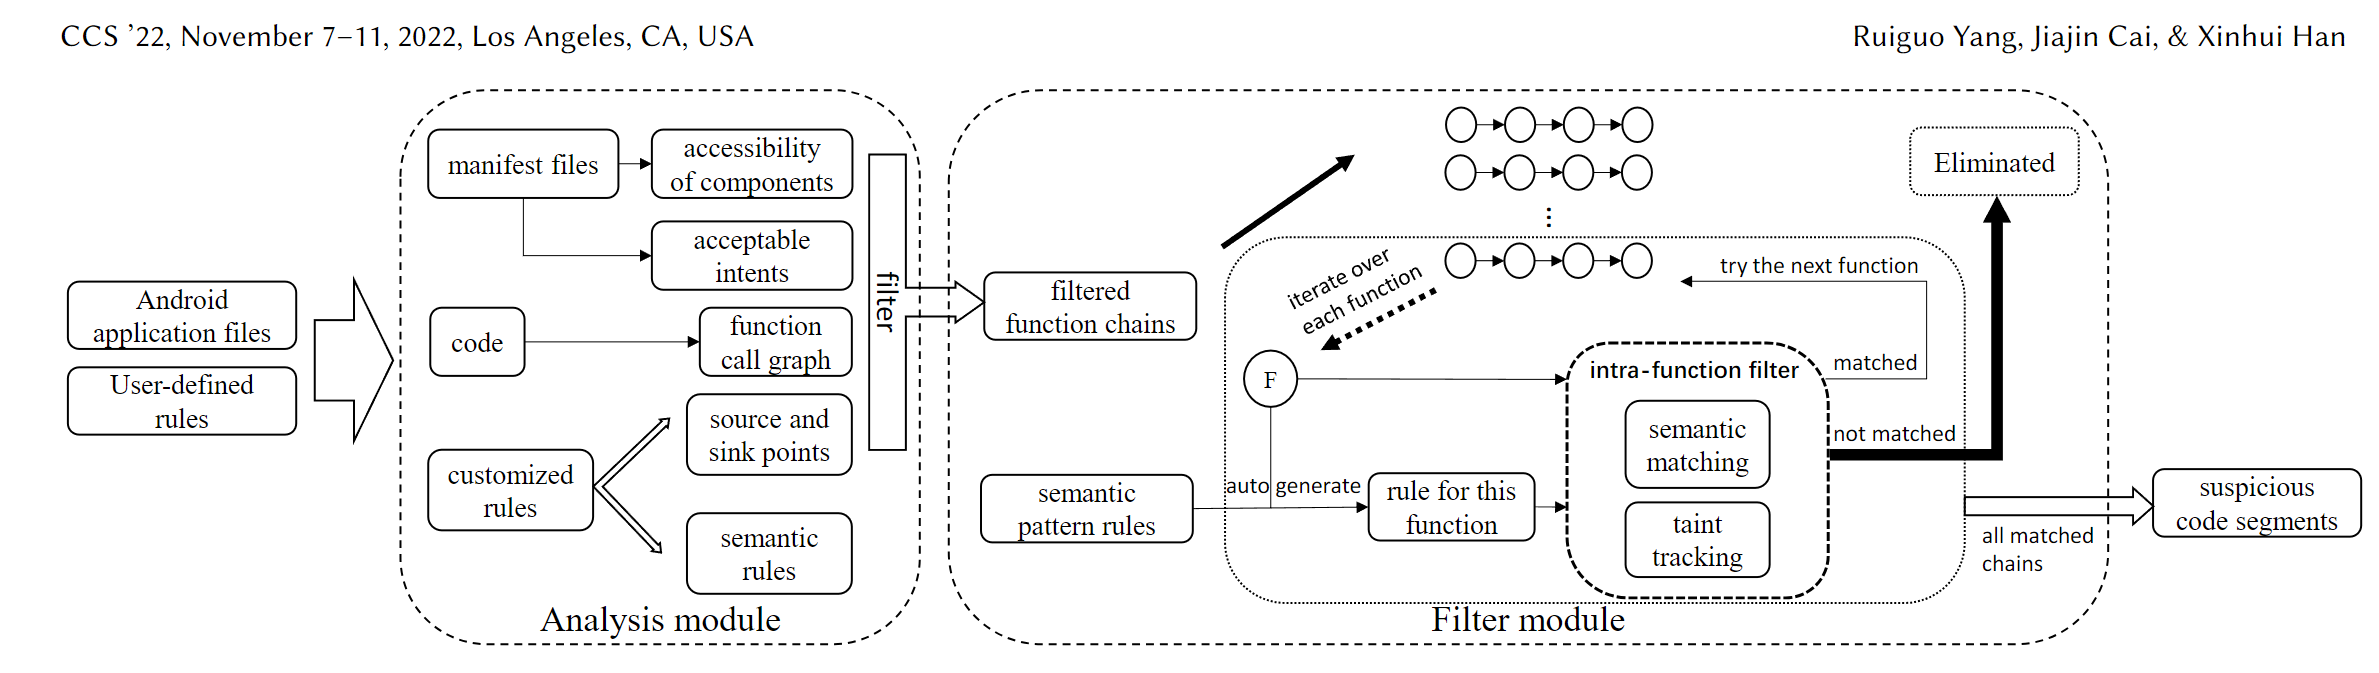 CCS ’22, November 7–11, 2022, Los Angeles, CA, USA
Ruiguo Yang, Jiajin Cai, & Xinhui Han
Android
application files
User-defined
rules
manifest files
accessibility
of components
acceptable
intents
code
function
call graph
customized
rules
source and
sink points
semantic
rules
filter
Analysis module
filtered
function chains
semantic
pattern rules
iterate over
each function
F
auto generate
rule for this
function
intra-function filter
semantic
matching
taint
tracking
try the next function
matched
not matched
Eliminated
all matched
chains
Filter module
suspicious
code segments